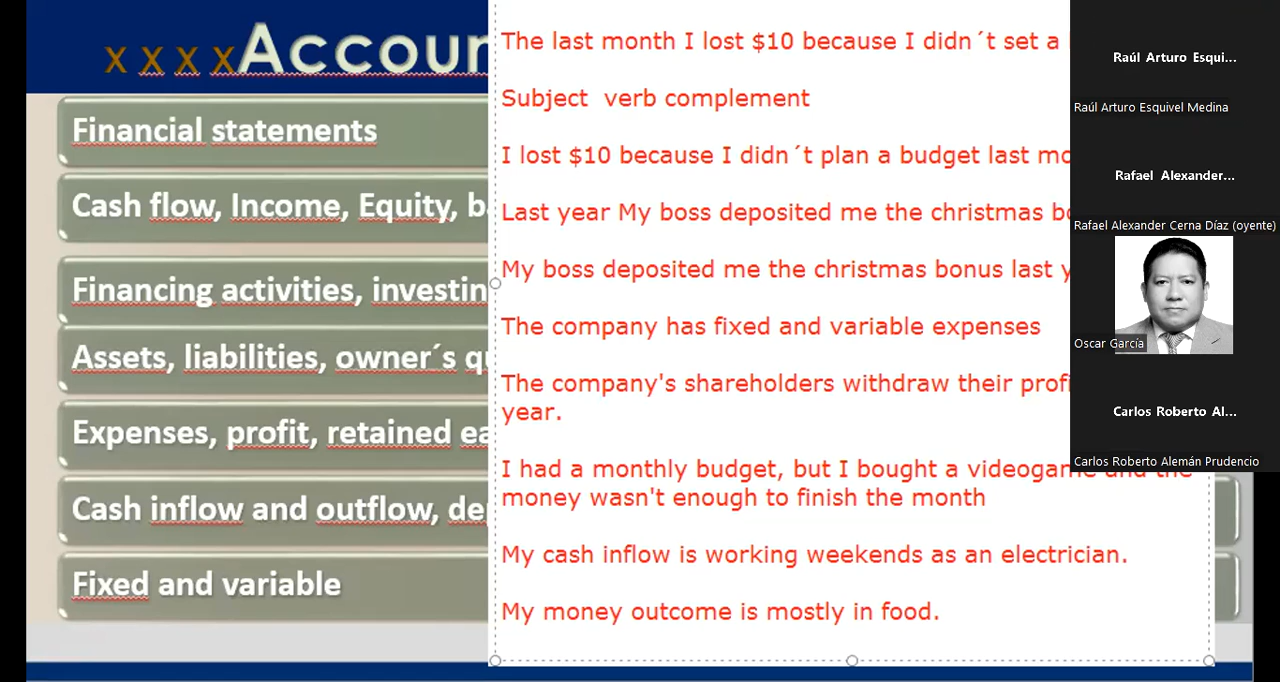 x x x xAccoun
Financial statements
Cash flow, Income, Equity, ba
Financing activities, investin
Assets, liabilities, owner´s qu
Expenses, profit, retained ea
Cash inflow and outflow, dep
Fixed and variable
The last month I lost $10 because I didn´t set a
Subject verb complement
I lost $10 because I didn´t plan a budget last mo
Last year My boss deposited me the christmas bo
My boss deposited me the christmas bonus last y
The company has fixed and variable expenses
The company's shareholders withdraw their profi
year.
I had a monthly budget, but I bought a videogame and the
money wasn't enough to finish the month
My cash inflow is working weekends as an electrician.
My money outcome is mostly in food.
Raúl Arturo Esqui...
Raúl Arturo Esquivel Medina
Rafael Alexander...
Rafael Alexander Cerna Díaz (oyente)
Oscar García
Carlos Roberto Al...
Carlos Roberto Alemán Prudencio